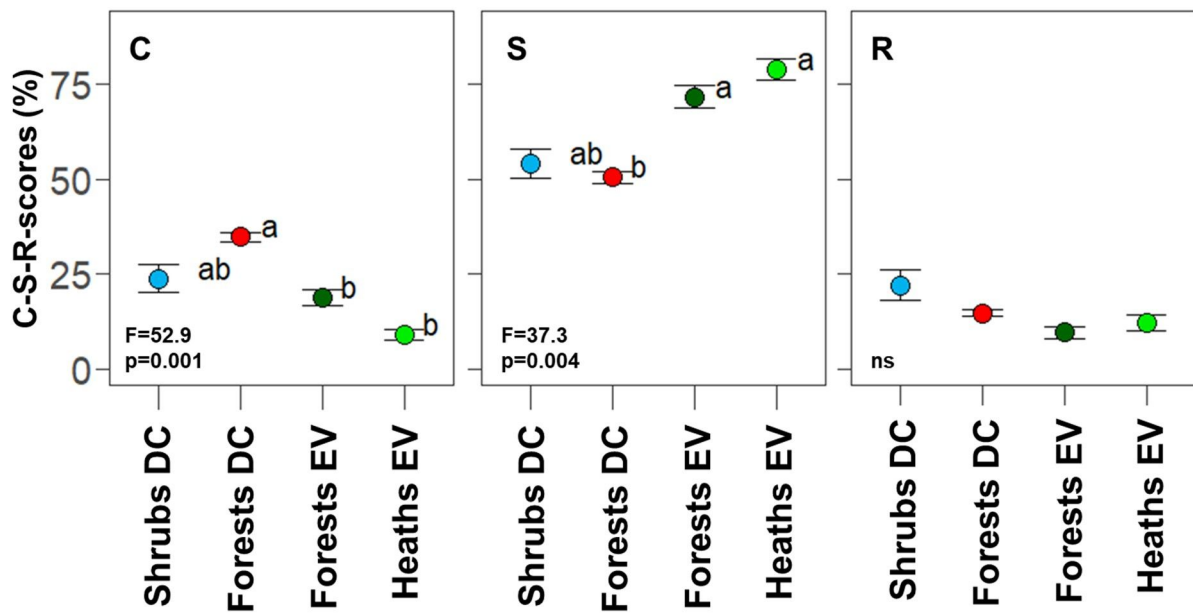 C-S-R-scores (%)
75
50
25
0
C
ab
a
b
b
F=52.9
p=0.001
Shrubs DC
Forests DC
Forests EV
Heaths EV
S
ab
b
a
a
F=37.3
p=0.004
Shrubs DC
Forests DC
Forests EV
Heaths EV
R
ns
Shrubs DC
Forests DC
Forests EV
Heaths EV